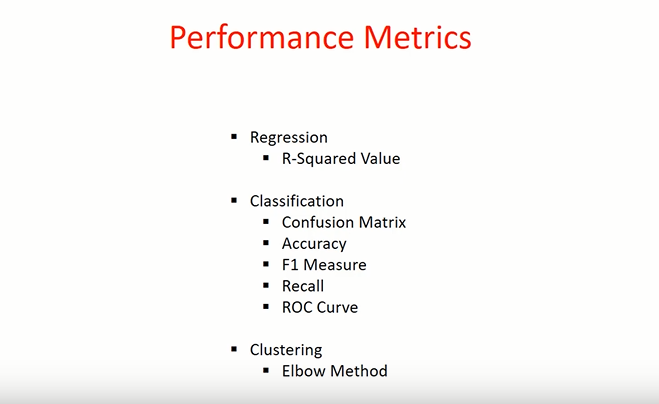 Performance Metrics
▪ Regression
▪ R-Squared Value
▪ Classification
▪ Confusion Matrix
▪ Accuracy
▪ F1 Measure
▪ Recall
▪ ROC Curve
▪ Clustering
▪ Elbow Method